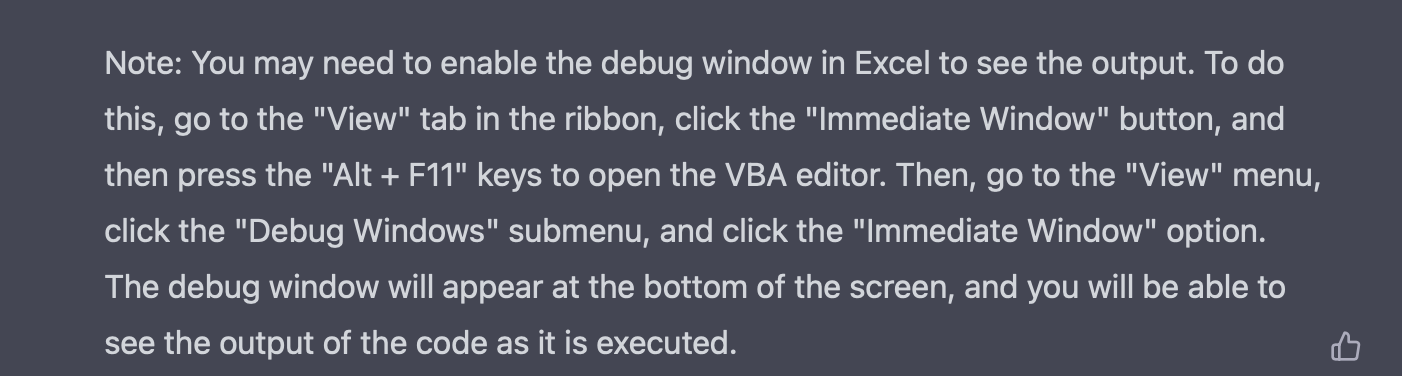 Note: You may need to enable the debug window in Excel to see the output. To do
this, go to the "View" tab in the ribbon, click the "Immediate Window" button, and
then press the "Alt + F11" keys to open the VBA editor. Then, go to the "View" menu,
click the "Debug Windows" submenu, and click the "Immediate Window" option.
The debug window will appear at the bottom of the screen, and you will be able to
see the output of the code as it is executed.